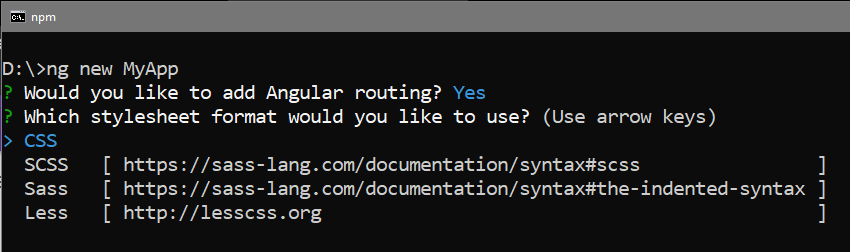 npm
D:\>ng new MyApp
? Would you like to add Angular routing? Yes
? Which stylesheet format would you like to use? (Use arrow keys)
> CSS
SCSS [ https://sass-lang.com/documentation/syntax#scss ]
Sass [ https://sass-lang.com/documentation/syntax#the-indented-syntax ]
Less [ http://lesscss.org ]